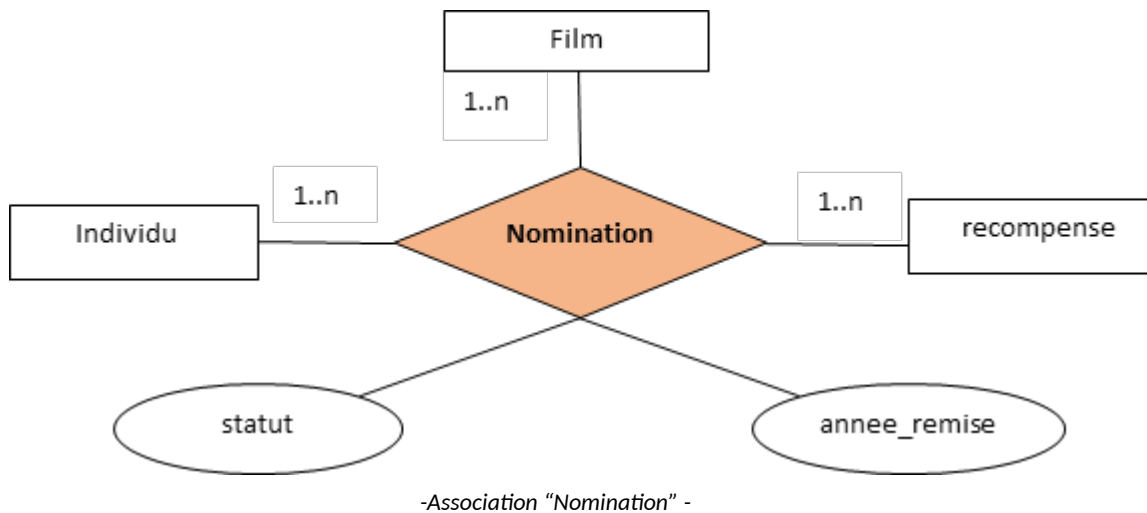 Film
1..n
1..n
1..n
Individu
Nomination
recompense
statut
annee_remise
-Association “Nomination” -